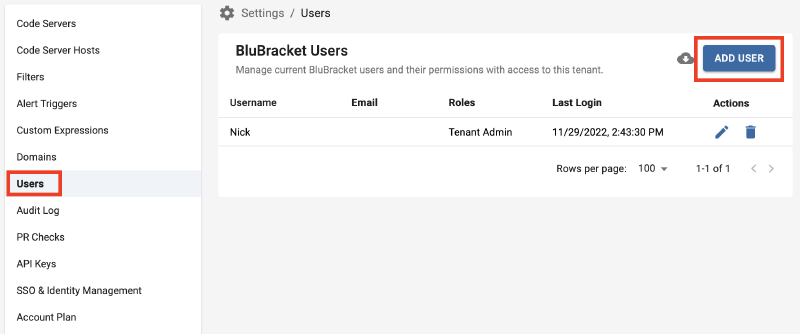 Code Servers
Code Server Hosts
Filters
Alert Triggers
Custom Expressions
Domains
Users
Audit Log
PR Checks
API Keys
SSO & Identity Management
Account Plan
Settings / Users
BluBracket Users
Manage current BluBracket users and their permissions with access to this tenant.
ADD USER
Username Email Roles Last Login Actions
Nick Tenant Admin 11/29/2022, 2:43:30 PM
Rows per page: 100 1-1 of 1